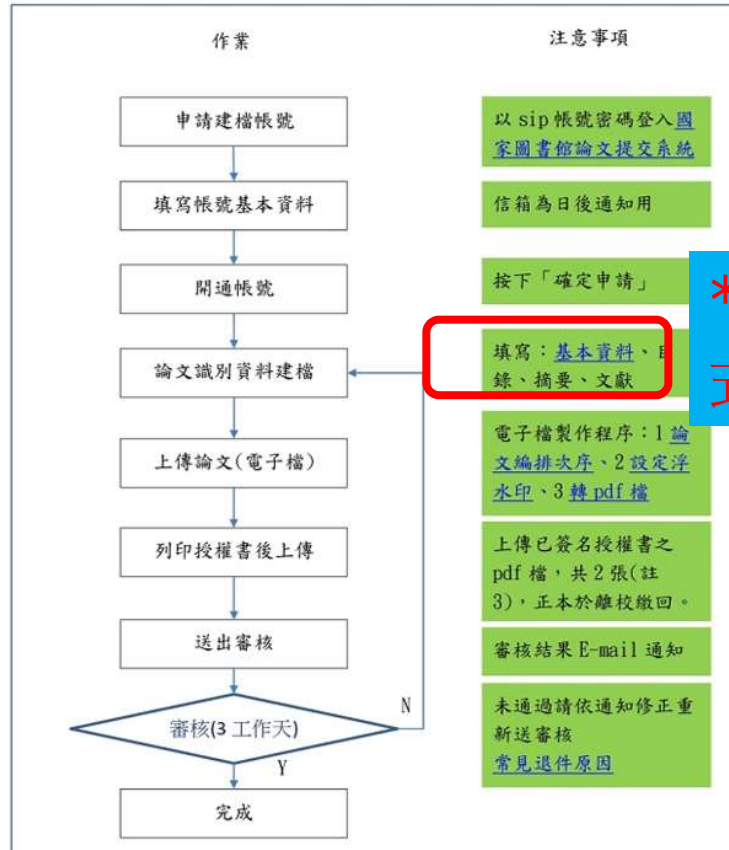 作業
注意事項
申請建檔帳號
以 sip 帳號密碼登入國
家圖書館論文提交系統
填寫帳號基本資料
信箱為日後通知用
開通帳號
按下「確定申請」
*
論文識別資料建檔
填寫：基本資料、目
錄、摘要、文獻
上傳論文(電子檔)
電子檔製作程序：1 論
文編排次序、2 設定浮
水印、3 轉 pdf 檔
列印授權書後上傳
上傳已簽名授權書之
pdf 檔，共 2 張(註
3)，正本於離校繳回。
送出審核
審核結果 E-mail 通知
審核(3 工作天)
N
Y
未通過請依通知修正重
新送審核
常見退件原因
完成